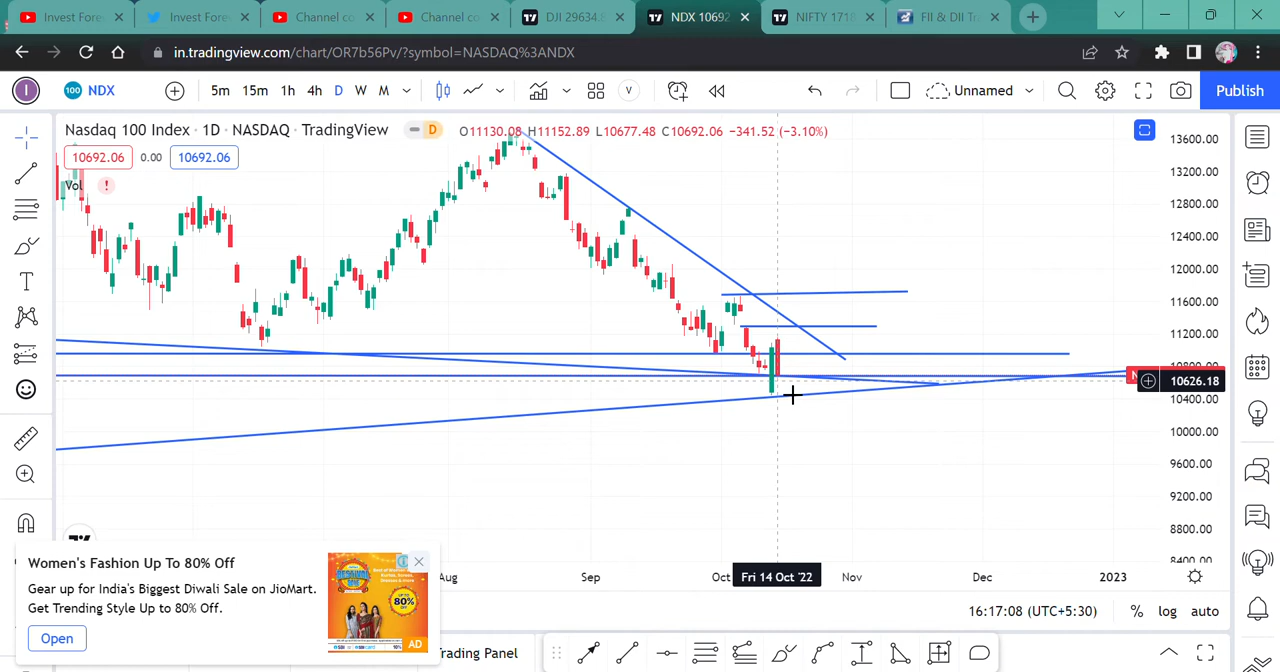 Invest Fore
Invest Fore
Channel co
Channel co
DJI 29634.8
NDX 10692
NIFTY 1718
FII & DII Tr
in.tradingview.com/chart/OR7b56Pv/?symbol=NASDAQ%3ANDX
I
100 NDX
5m 15m 1h 4h D W M
V
Unnamed
Publish
Nasdaq 100 Index · 1D · NASDAQ · TradingView
D
O11130.08 H11152.89 L10677.48 C10692.06 −341.52 (−3.10%)
10692.06 0.00 10692.06
Vol !
13600.00
13200.00
12800.00
12400.00
12000.00
11600.00
11200.00
10626.18
10400.00
10000.00
9600.00
9200.00
8800.00
8400.00
Aug Sep Oct Fri 14 Oct '22 Nov Dec 2023
16:17:08 (UTC+5:30) % log auto
Women's Fashion Up To 80% Off
Gear up for India's Biggest Diwali Sale on JioMart.
Get Trending Style Up to 80% Off.
Open
80%
AD
Trading Panel